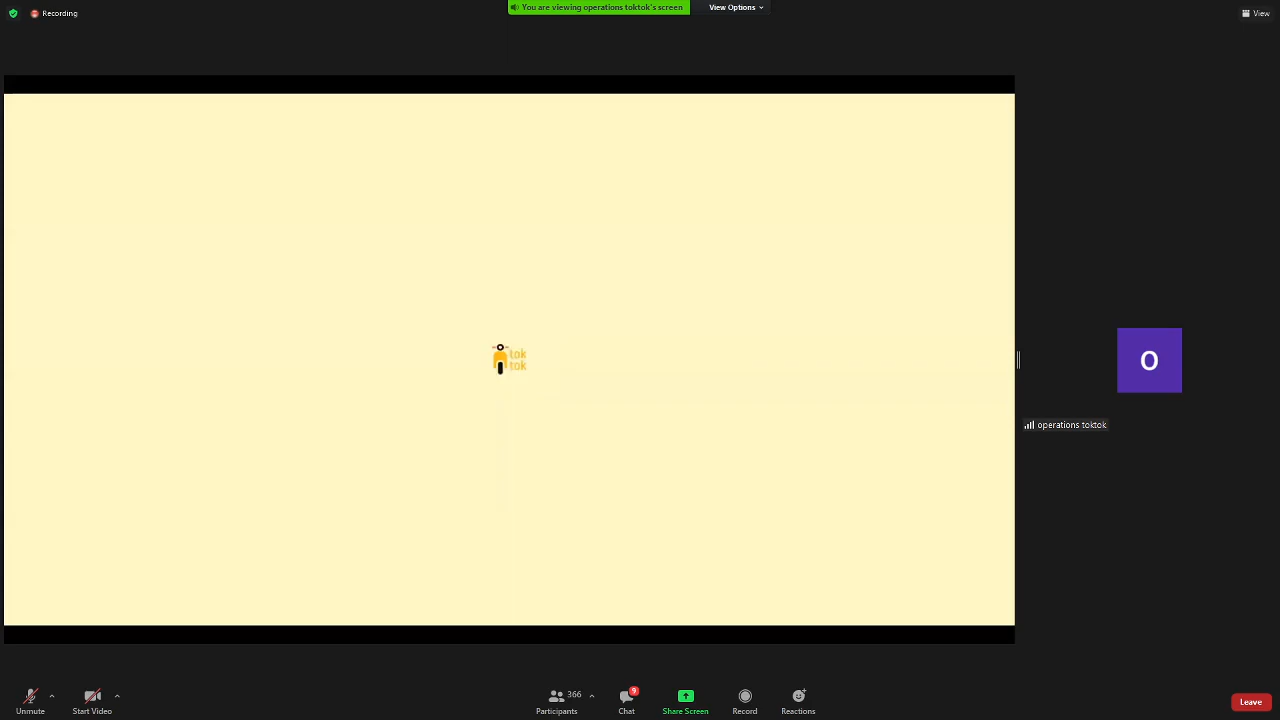 Recording
You are viewing operations toktok's screen
View Options
View
tok
tok
O
operations toktok
Unmute
Start Video
366
Participants
9
Chat
Share Screen
Record
Reactions
Leave